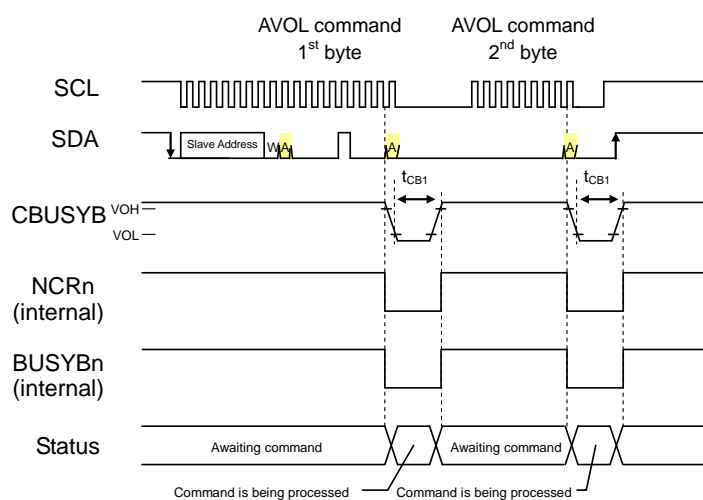 AVOL command
1st byte
AVOL command
2nd byte
SCL
SDA
Slave Address
W
A
A
A
tCB1
tCB1
CBUSYB
VOH
VOL
NCRn
(internal)
BUSYBn
(internal)
Status
Awaiting command
Awaiting command
Command is being processed
Command is being processed